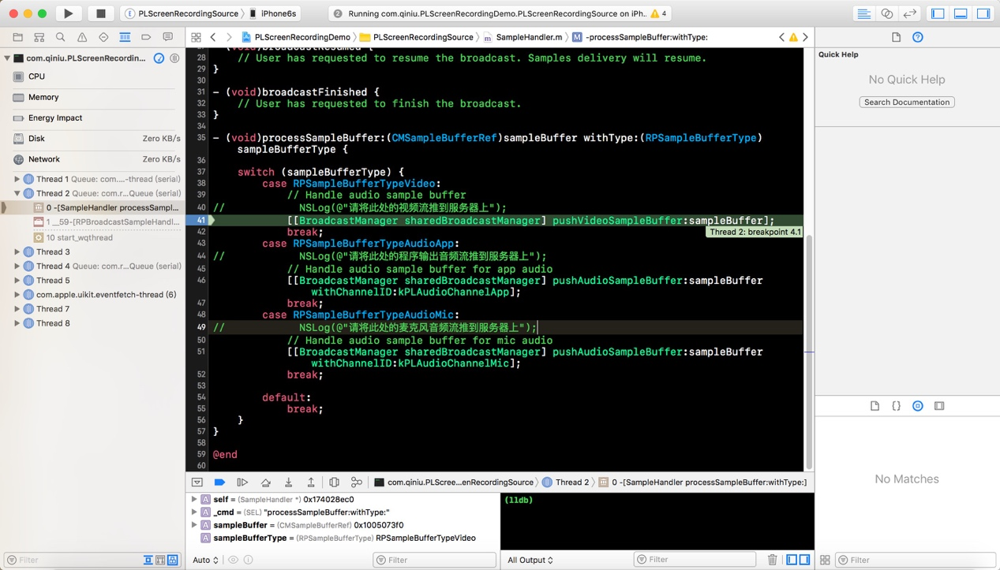 PLScreenRecordingSource 〉 iPhone6s
2 Running com.qiniu.PLScreenRecordingDemo.PLScreenRecordingSource on iPh... 4
PLScreenRecordingDemo 〉 PLScreenRecordingSource 〉 m SampleHandler.m 〉 M -processSampleBuffer:withType:
Quick Help
No Quick Help
Search Documentation
com.qiniu.PLScreenRecordin...
CPU
Memory
Energy Impact
Disk Zero KB/s
Network Zero KB/s
Thread 1 Queue: com....-thread (serial)
Thread 2 Queue: com.r...Queue (serial)
0 -[SampleHandler processSampl...
1 __59-[RPBroadcastSampleHandl...
10 start_wqthread
Thread 3
Thread 4 Queue: com.r...Queue (serial)
Thread 5
com.apple.uikit.eventfetch-thread (6)
Thread 7
Thread 8
Filter
28 // User has requested to resume the broadcast. Samples delivery will resume.
29 }
30
31 - (void)broadcastFinished {
32 // User has requested to finish the broadcast.
33 }
34
35 - (void)processSampleBuffer:(CMSampleBufferRef)sampleBuffer withType:(RPSampleBufferType)
sampleBufferType {
36
37 switch (sampleBufferType) {
38 case RPSampleBufferTypeVideo:
39 // Handle audio sample buffer
40 // NSLog(@"请将此处的视频流推到服务器上");
41 [[BroadcastManager sharedBroadcastManager] pushVideoSampleBuffer:sampleBuffer];
Thread 2: breakpoint 4.1
42 break;
43 case RPSampleBufferTypeAudioApp:
44 // NSLog(@"请将此处的程序输出音频流推到服务器上");
45 // Handle audio sample buffer for app audio
46 [[BroadcastManager sharedBroadcastManager] pushAudioSampleBuffer:sampleBuffer
withChannelID:kPLAudioChannelApp];
47 break;
48 case RPSampleBufferTypeAudioMic:
49 // NSLog(@"请将此处的麦克风音频流推到服务器上");
50 // Handle audio sample buffer for mic audio
51 [[BroadcastManager sharedBroadcastManager] pushAudioSampleBuffer:sampleBuffer
withChannelID:kPLAudioChannelMic];
52 break;
53
54 default:
55 break;
56 }
57 }
58
59 @end
60
com.qiniu.PLScree...enRecordingSource 〉 Thread 2 〉 0 -[SampleHandler processSampleBuffer:withType:]
A self = (SampleHandler *) 0x174028ec0
A _cmd = (SEL) "processSampleBuffer:withType:"
A sampleBuffer = (CMSampleBufferRef) 0x1005073f0
A sampleBufferType = (RPSampleBufferType) RPSampleBufferTypeVideo
Auto
Filter
(lldb)
All Output
Filter
No Matches
Filter